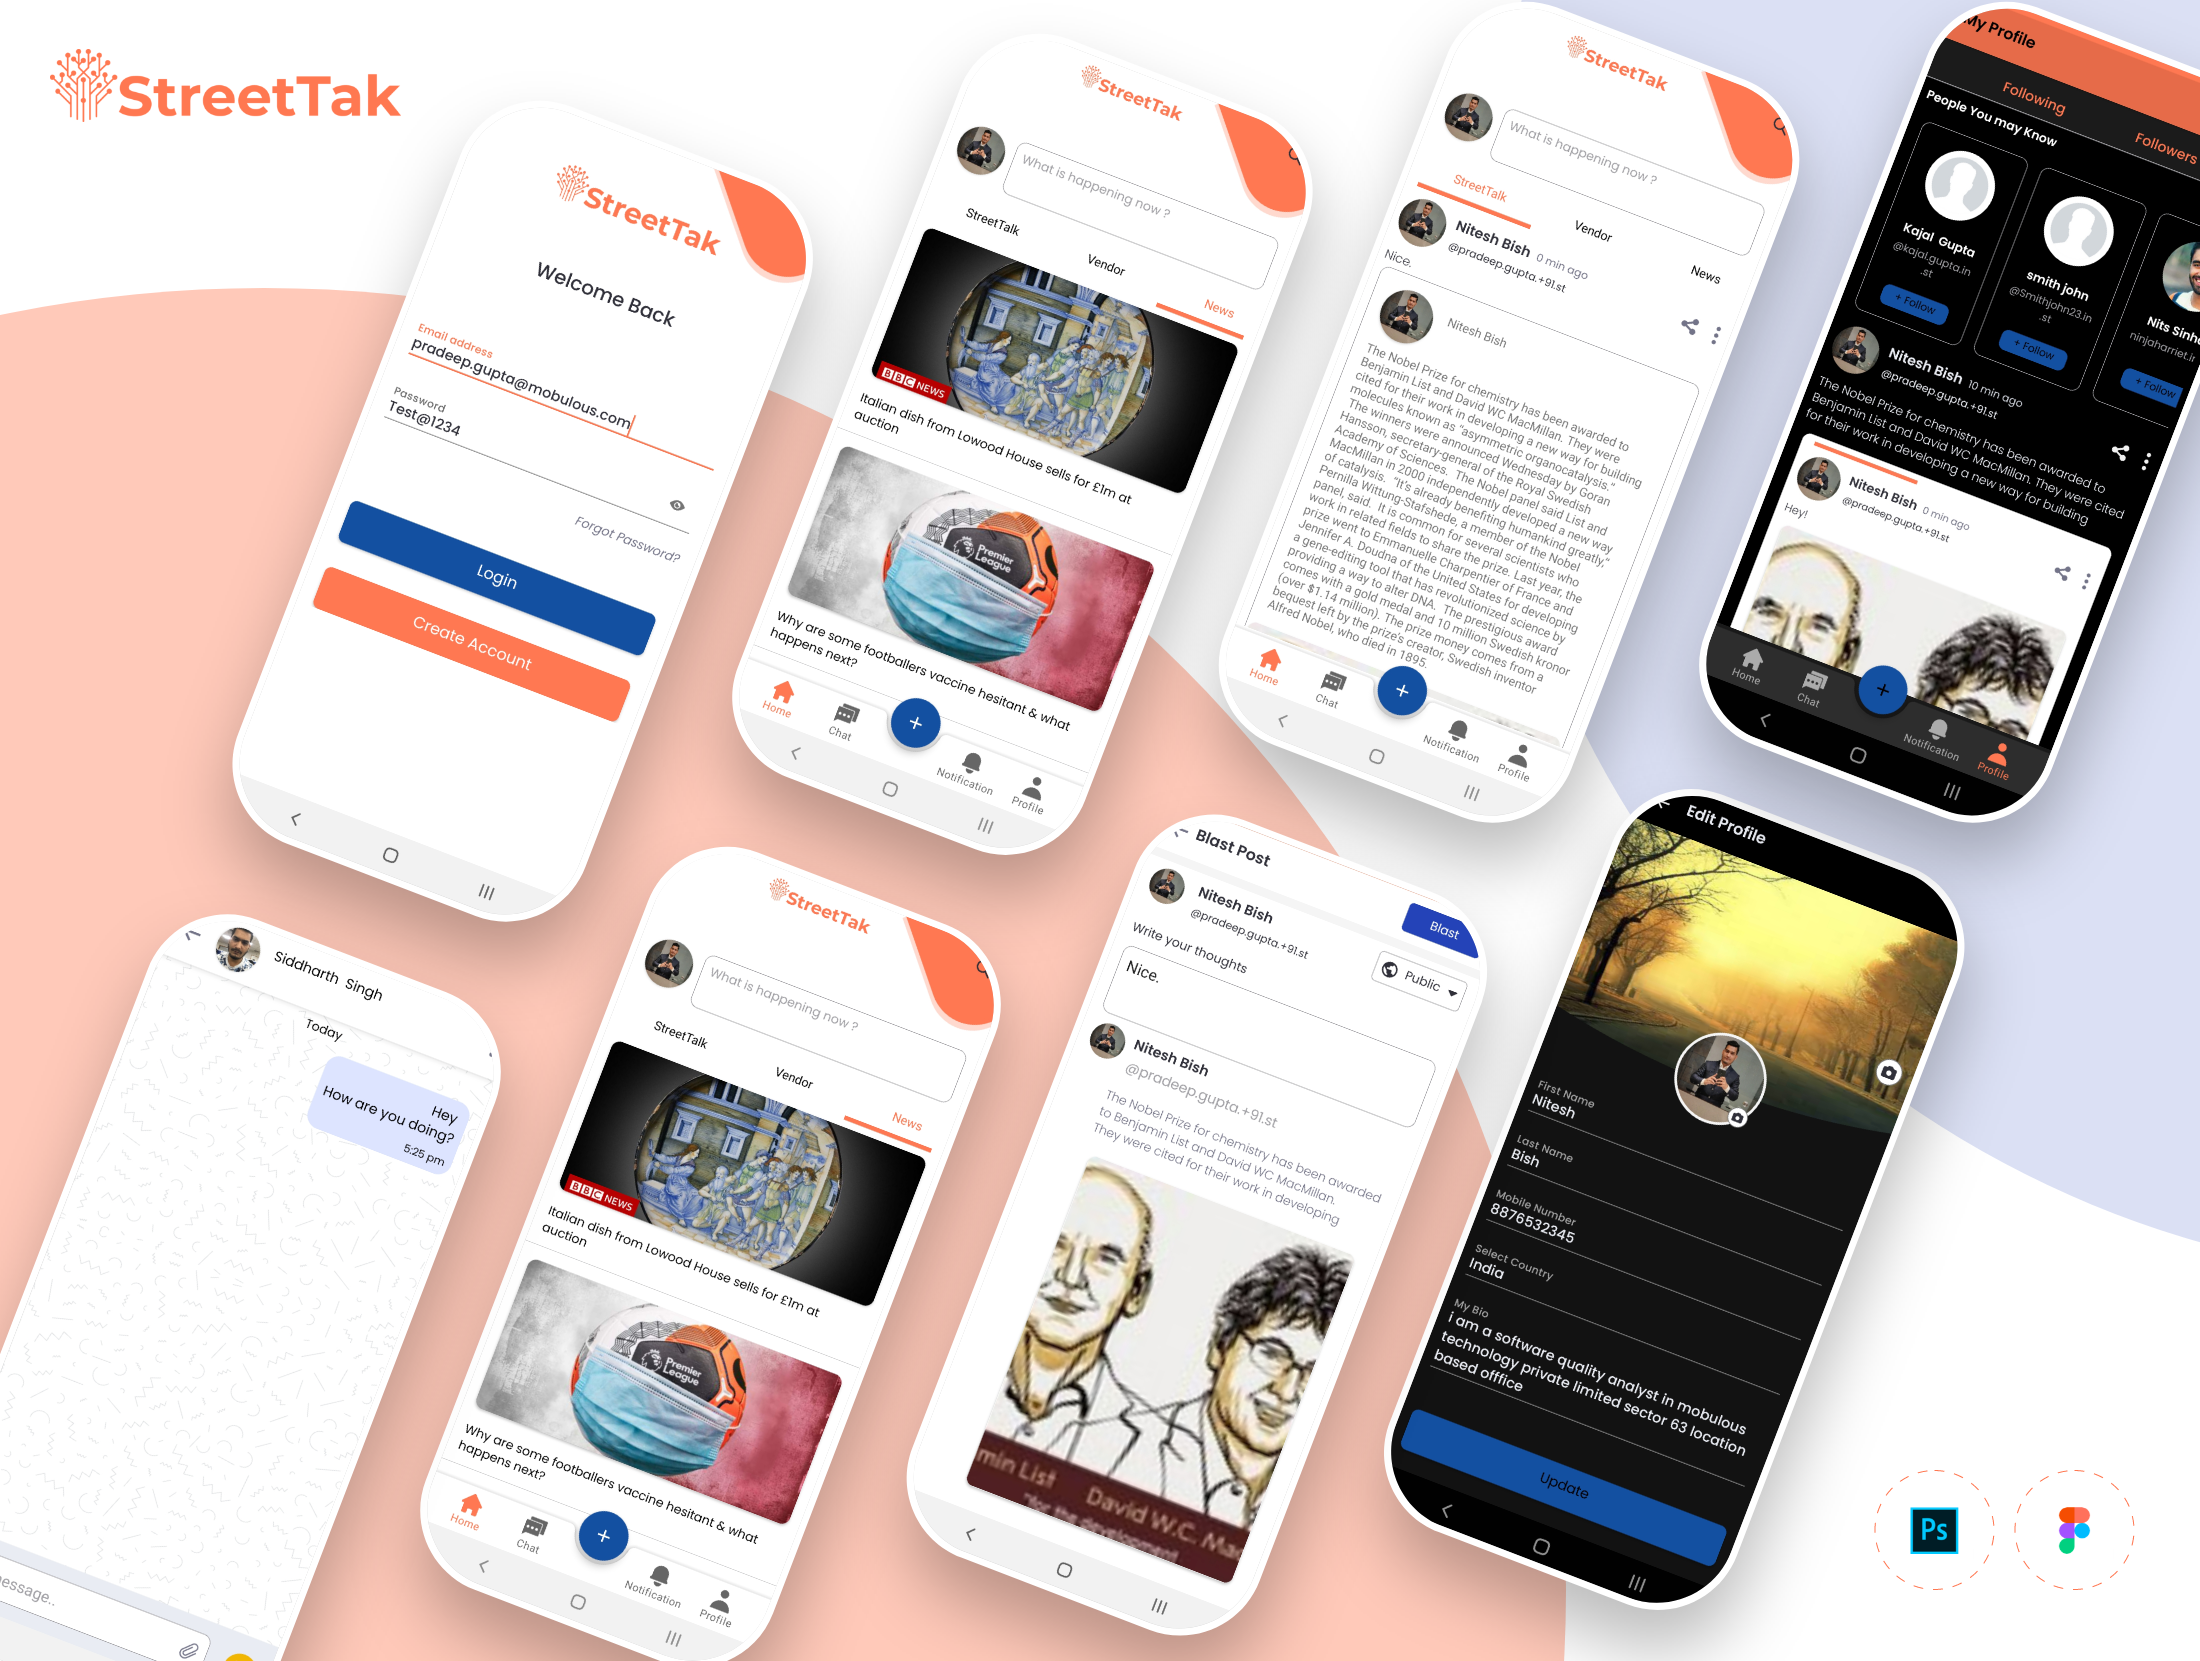 StreetTak
StreetTak
Welcome Back
Email address
pradeep.gupta@mobulous.com
Password
Test@1234
Forgot Password?
Login
Create Account
StreetTak
What is happening now ?
StreetTalk
Vendor
News
BBC NEWS
Italian dish from Lowood House sells for £1m at
auction
Premier
League
Why are some footballers vaccine hesitant & what
happens next?
Home
Chat
+
Notification
Profile
StreetTak
What is happening now ?
StreetTalk
Vendor
News
Nitesh Bish 0 min ago
@pradeep.gupta.+91.st
Nice.
Nitesh Bish
The Nobel Prize for chemistry has been awarded to
Benjamin List and David WC MacMillan. They were
cited for their work in developing a new way for building
molecules known as "asymmetric organocatalysis."
The winners were announced Wednesday by Goran
Hansson, secretary-general of the Royal Swedish
Academy of Sciences. The Nobel panel said List and
MacMillan in 2000 independently developed a new way
of catalysis. "It's already benefiting humankind greatly,"
Pernilla Wittung-Stafshede, a member of the Nobel
panel, said. It is common for several scientists who
work in related fields to share the prize. Last year, the
prize went to Emmanuelle Charpentier of France and
Jennifer A. Doudna of the United States for developing
a gene-editing tool that has revolutionized science by
providing a way to alter DNA. The prestigious award
comes with a gold medal and 10 million Swedish kronor
(over $1.14 million). The prize money comes from a
bequest left by the prize's creator, Swedish inventor
Alfred Nobel, who died in 1895.
Home
Chat
+
Notification
Profile
My Profile
Following
Followers
People You may Know
Kajal Gupta
@kajal.gupta.in
.st
+ Follow
smith john
@Smithjohn23.in
.st
+ Follow
Nits Sinh
ninjaharriet.i
+ Follow
Nitesh Bish 10 min ago
@pradeep.gupta.+91.st
The Nobel Prize for chemistry has been awarded to
Benjamin List and David WC MacMillan. They were cited
for their work in developing a new way for building
Nitesh Bish 0 min ago
@pradeep.gupta.+91.st
Hey!
Home
Chat
+
Notification
Profile
Siddharth Singh
Today
Hey
How are you doing?
5:25 pm
essage..
StreetTak
What is happening now ?
StreetTalk
Vendor
News
BBC NEWS
Italian dish from Lowood House sells for £1m at
auction
Premier
League
Why are some footballers vaccine hesitant & what
happens next?
Home
Chat
+
Notification
Profile
Blast Post
Nitesh Bish
@pradeep.gupta.+91.st
Blast
Write your thoughts
Public
Nice.
Nitesh Bish
@pradeep.gupta.+91.st
The Nobel Prize for chemistry has been awarded
to Benjamin List and David WC MacMillan.
They were cited for their work in developing
min List
David W.C. Mac
"for the development
Edit Profile
First Name
Nitesh
Last Name
Bish
Mobile Number
8876532345
Select Country
India
My Bio
i am a software quality analyst in mobulous
technology private limited sector 63 location
based offfice
Update
Ps